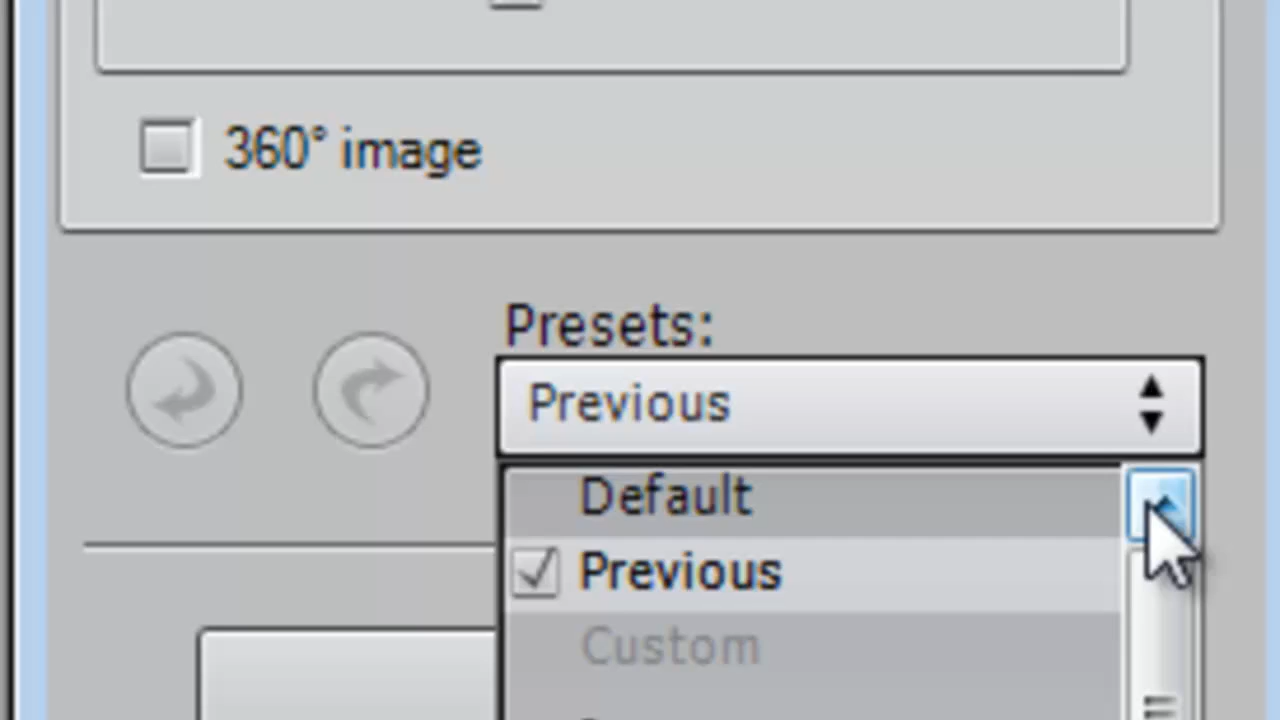 360° image
Presets:
Previous
Default
Previous
Custom